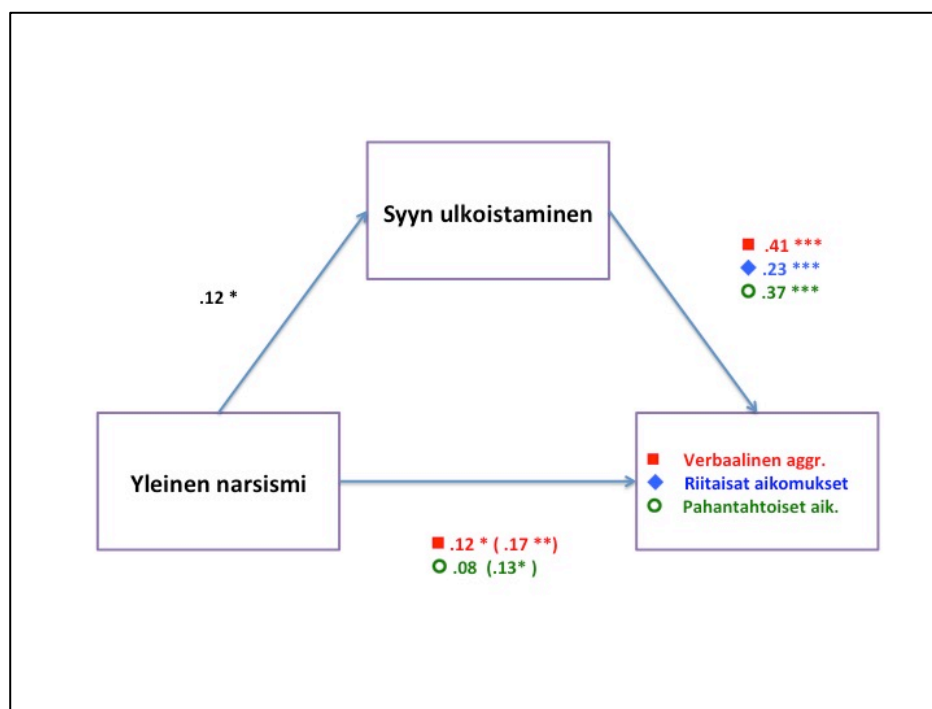 Syyn ulkoistaminen
.41 ***
.23 ***
.37 ***
.12 *
Yleinen narsismi
Verbaalinen aggr.
Riitaisat aikomukset
Pahantahtoiset aik.
.12 * ( .17 **)
.08 (.13* )